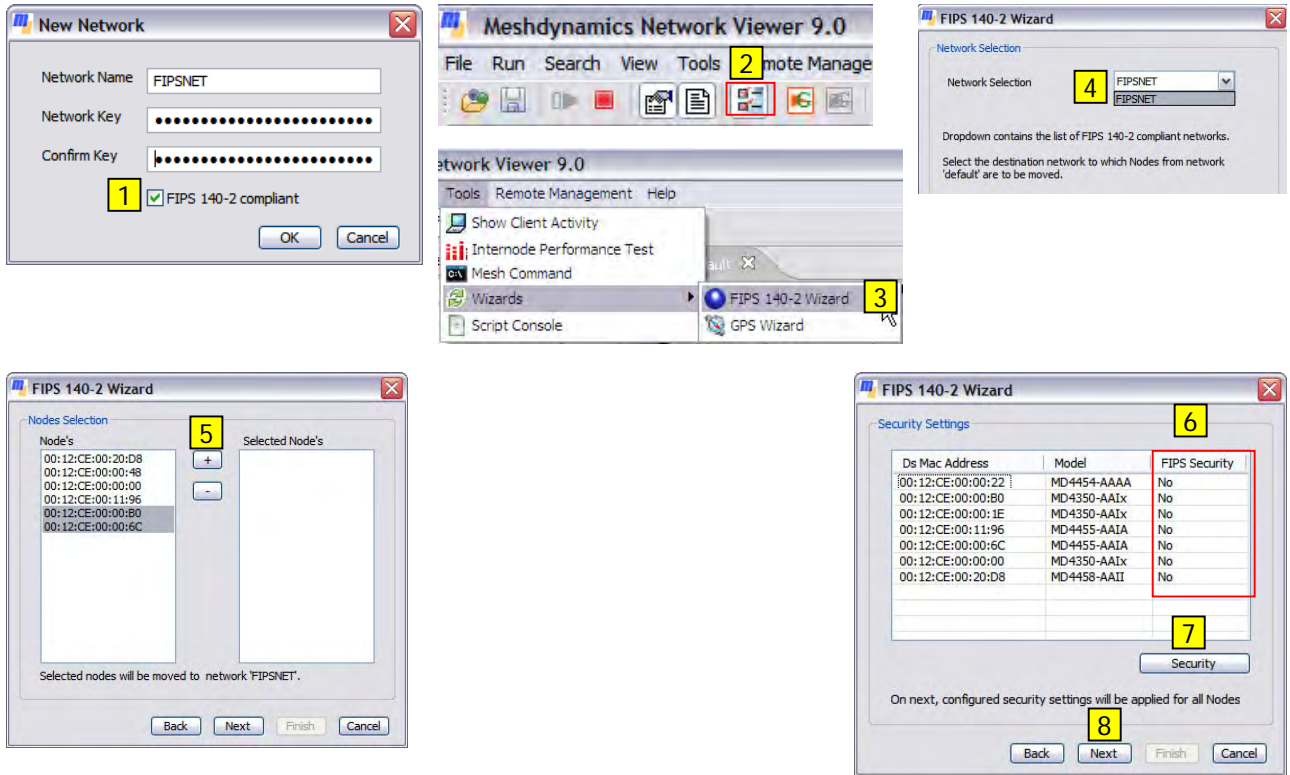 New Network
Network Name FIPSNET
Network Key ••••••••••••••••••••••••
Confirm Key ••••••••••••••••••••••••
1 FIPS 140-2 compliant
OK Cancel
Meshdynamics Network Viewer 9.0
File Run Search View Tools 2 mote Manage
etwork Viewer 9.0
Tools Remote Management Help
Show Client Activity
Internode Performance Test
ault
Mesh Command
Wizards FIPS 140-2 Wizard 3
Script Console GPS Wizard
FIPS 140-2 Wizard
Network Selection
Network Selection 4 FIPSNET
FIPSNET
Dropdown contains the list of FIPS 140-2 compliant networks.
Select the destination network to which Nodes from network
'default' are to be moved.
FIPS 140-2 Wizard
Nodes Selection
Node's 5 Selected Node's
00:12:CE:00:20:D8 +
00:12:CE:00:00:48
00:12:CE:00:00:00
00:12:CE:00:11:96 -
00:12:CE:00:00:B0
00:12:CE:00:00:6C
Selected nodes will be moved to network 'FIPSNET'.
Back Next Finish Cancel
FIPS 140-2 Wizard
Security Settings 6
Ds Mac Address Model FIPS Security
00:12:CE:00:00:22 MD4454-AAAA No
00:12:CE:00:00:B0 MD4350-AAIx No
00:12:CE:00:00:1E MD4350-AAIx No
00:12:CE:00:11:96 MD4455-AAIA No
00:12:CE:00:00:6C MD4455-AAIA No
00:12:CE:00:00:00 MD4350-AAIx No
00:12:CE:00:20:D8 MD4458-AAII No
7
Security
On next, configured security settings will be applied for all Nodes
8
Back Next Finish Cancel